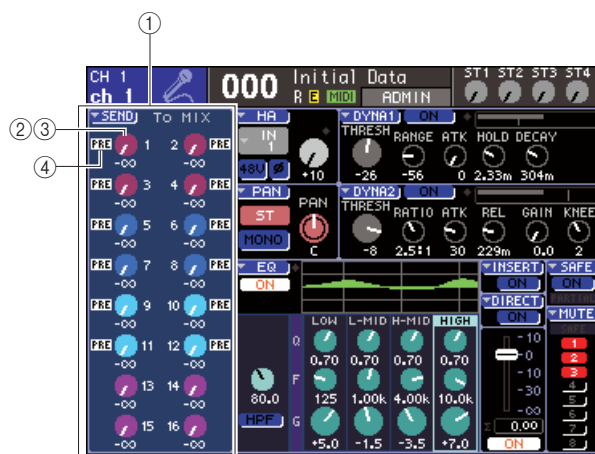 ①
②③
④
CH 1
ch 1
000
Initial Data
R E MIDI ADMIN
ST1 ST2 ST3 ST4
SEND To MIX
PRE 1 2 PRE
-∞ -∞
PRE 3 4 PRE
-∞ -∞
PRE 5 6 PRE
-∞ -∞
PRE 7 8 PRE
-∞ -∞
PRE 9 10 PRE
-∞ -∞
PRE 11 12 PRE
-∞ -∞
13 14
-∞ -∞
15 16
-∞ -∞
HA
IN
1
48V Ø
+10
DYNA1 ON
THRESH RANGE ATK HOLD DECAY
-26 -56 0 2.33m 304m
PAN
ST
MONO
PAN
C
DYNA2 ON
THRESH RATIO ATK REL GAIN KNEE
-8 2.5:1 30 229m 0.0 2
EQ
ON
LOW L-MID H-MID HIGH
Q 0.70 0.70 0.70 0.70
80.0
F 125 1.00k 4.00k 10.0k
HPF
G +5.0 -1.5 -3.5 +7.0
INSERT
ON
DIRECT
ON
10
0
-10
-30
-∞
Σ 0.00
ON
SAFE
ON
PARTIAL
MUTE
SAFE
1
2
3
4
5
6
7
8